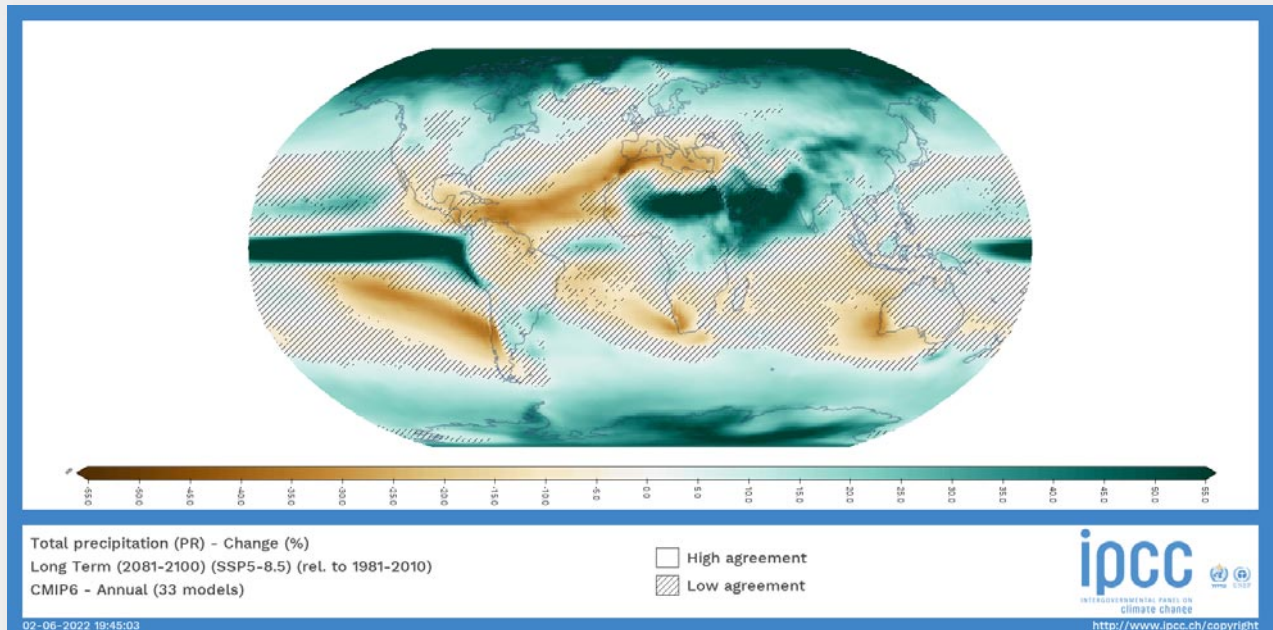 %
-55.0 -50.0 -45.0 -40.0 -35.0 -30.0 -25.0 -20.0 -15.0 -10.0 -5.0 0.0 5.0 10.0 15.0 20.0 25.0 30.0 35.0 40.0 45.0 50.0 55.0
Total precipitation (PR) - Change (%)
Long Term (2081-2100) (SSP5-8.5) (rel. to 1981-2010)
CMIP6 - Annual (33 models)
High agreement
Low agreement
ipcc
INTERGOVERNMENTAL PANEL ON
climate change
WMO UNEP
02-06-2022 19:45:03
http://www.ipcc.ch/copyright